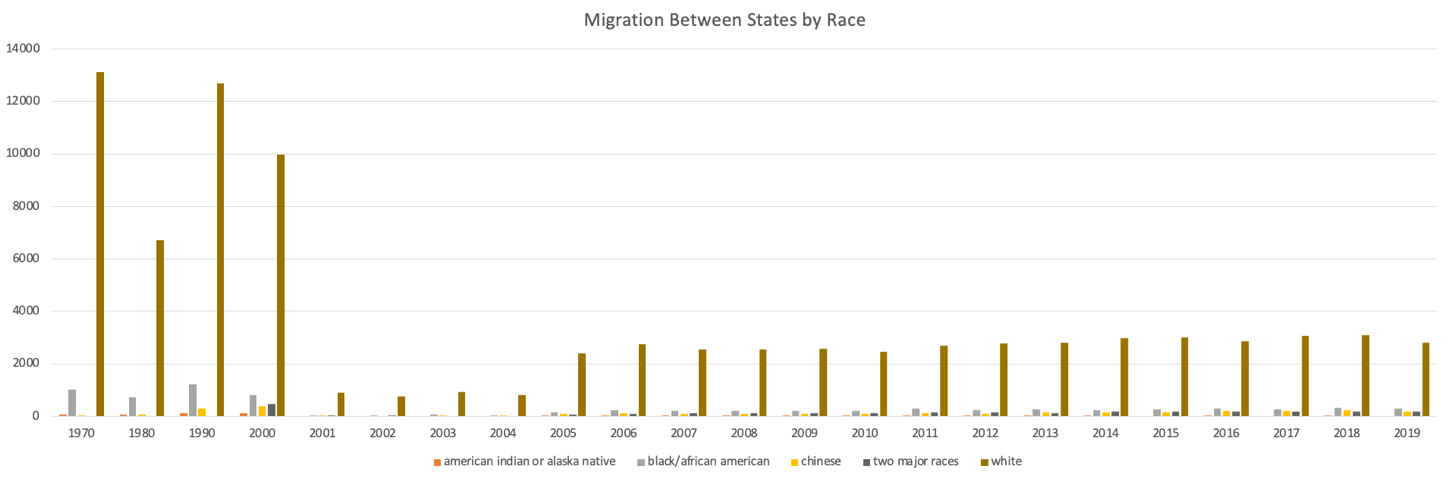 Migration Between States by Race
14000
12000
10000
8000
6000
4000
2000
0
1970 1980 1990 2000 2001 2002 2003 2004 2005 2006 2007 2008 2009 2010 2011 2012 2013 2014 2015 2016 2017 2018 2019
american indian or alaska native black/african american chinese two major races white